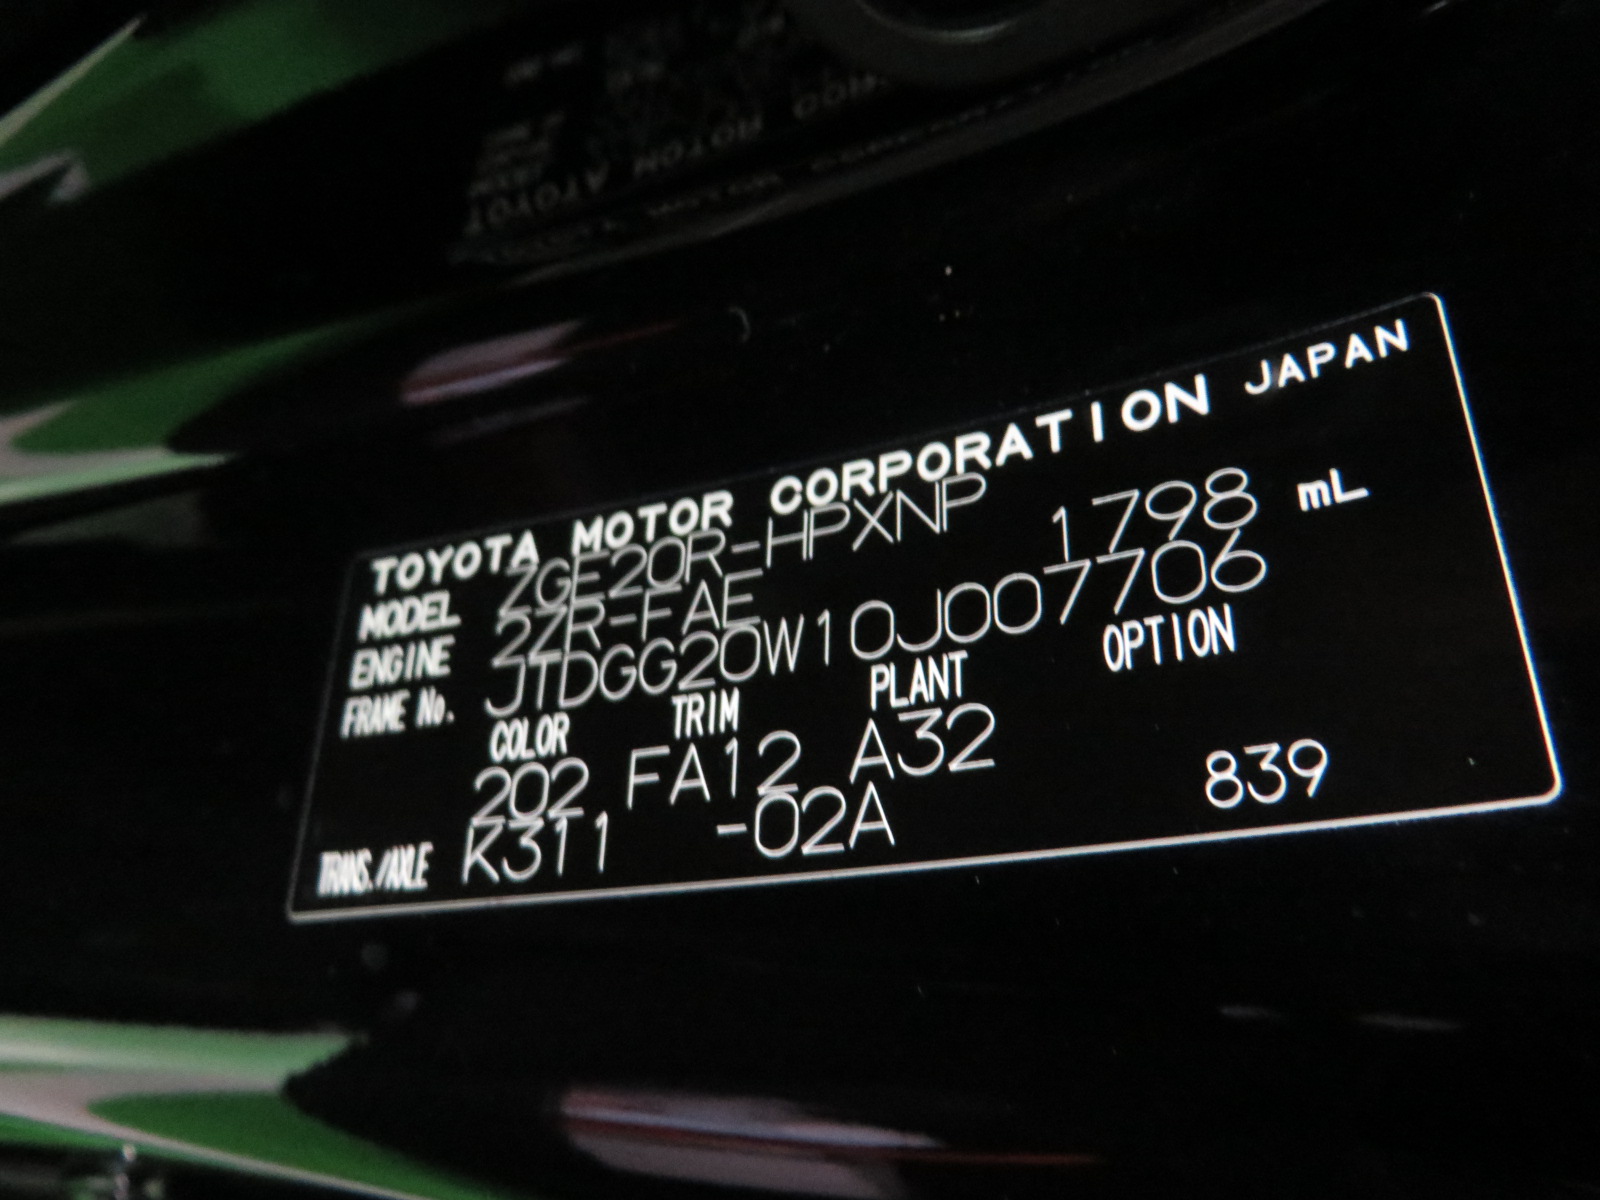 TOYOTA MOTOR CORPORATION JAPAN
MODEL ZGE20R-HPXNP
ENGINE 2ZR-FAE 1798 mL
FRAME No. JTDGG20W10J007706
COLOR TRIM PLANT OPTION
202 FA12 A32
TRANS./AXLE K311 -02A 839